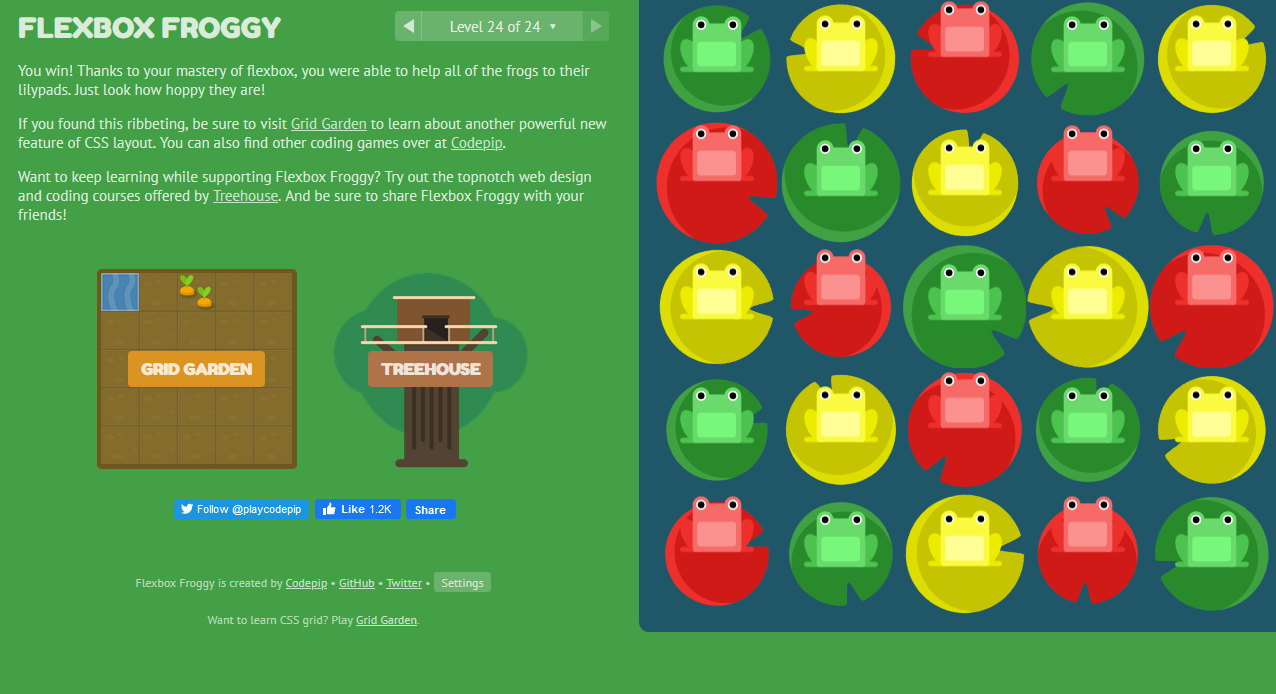 FLEXBOX FROGGY
Level 24 of 24
You win! Thanks to your mastery of flexbox, you were able to help all of the frogs to their
lilypads. Just look how hoppy they are!
If you found this ribbeting, be sure to visit Grid Garden to learn about another powerful new
feature of CSS layout. You can also find other coding games over at Codepip.
Want to keep learning while supporting Flexbox Froggy? Try out the topnotch web design
and coding courses offered by Treehouse. And be sure to share Flexbox Froggy with your
friends!
GRID GARDEN
TREEHOUSE
Follow @playcodepip
Like 1.2K
Share
Flexbox Froggy is created by Codepip • GitHub • Twitter • Settings
Want to learn CSS grid? Play Grid Garden.